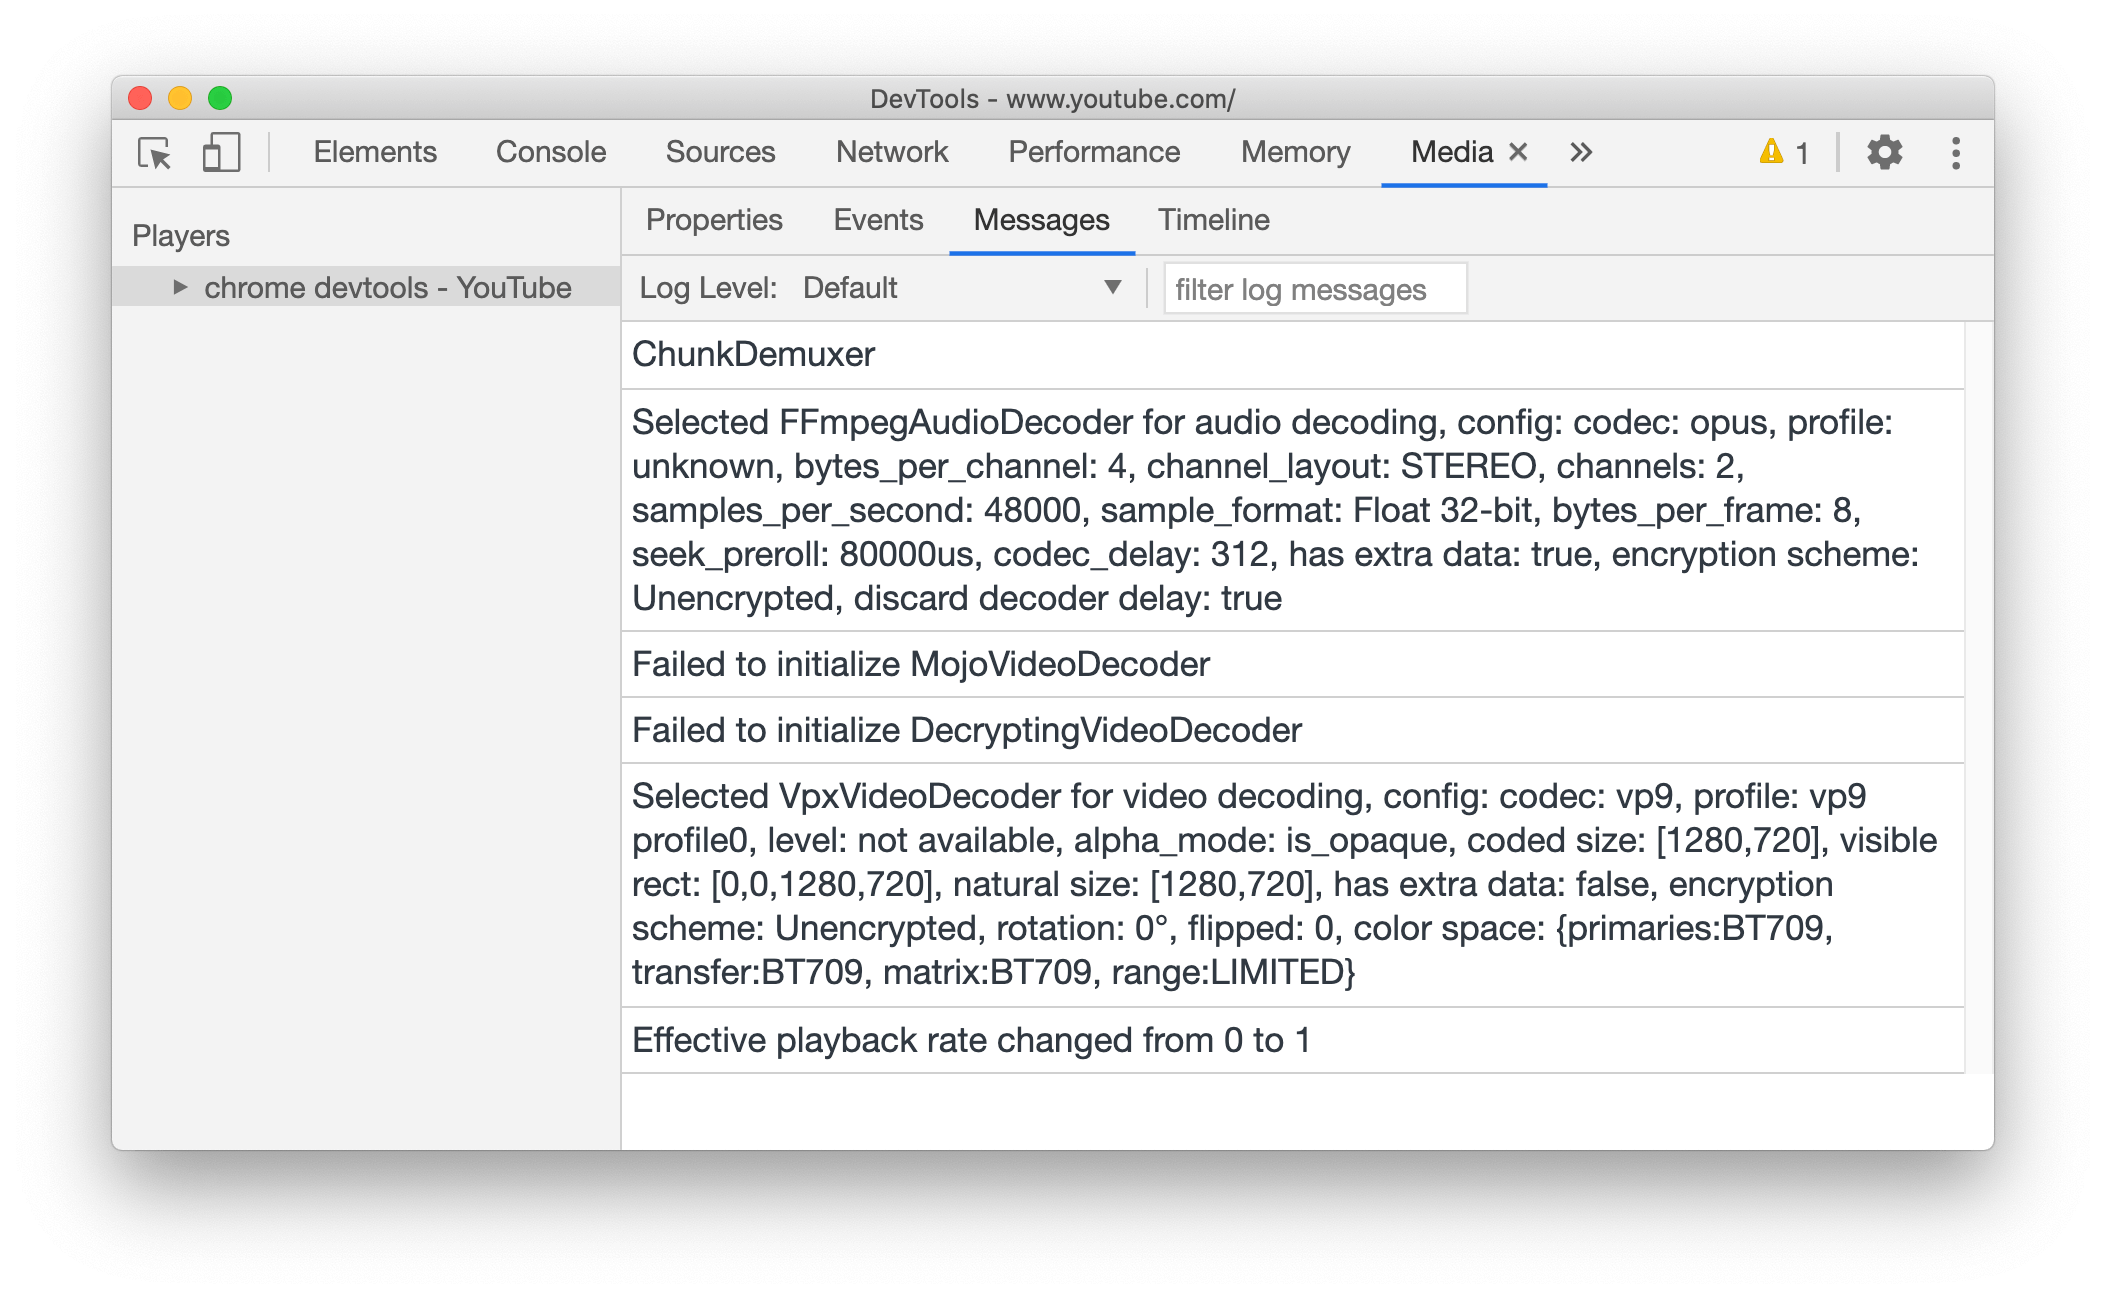 DevTools - www.youtube.com/
Elements Console Sources Network Performance Memory Media 1
Players
chrome devtools - YouTube
Properties Events Messages Timeline
Log Level: Default filter log messages
ChunkDemuxer
Selected FFmpegAudioDecoder for audio decoding, config: codec: opus, profile:
unknown, bytes_per_channel: 4, channel_layout: STEREO, channels: 2,
samples_per_second: 48000, sample_format: Float 32-bit, bytes_per_frame: 8,
seek_preroll: 80000us, codec_delay: 312, has extra data: true, encryption scheme:
Unencrypted, discard decoder delay: true
Failed to initialize MojoVideoDecoder
Failed to initialize DecryptingVideoDecoder
Selected VpxVideoDecoder for video decoding, config: codec: vp9, profile: vp9
profile0, level: not available, alpha_mode: is_opaque, coded size: [1280,720], visible
rect: [0,0,1280,720], natural size: [1280,720], has extra data: false, encryption
scheme: Unencrypted, rotation: 0°, flipped: 0, color space: {primaries:BT709,
transfer:BT709, matrix:BT709, range:LIMITED}
Effective playback rate changed from 0 to 1